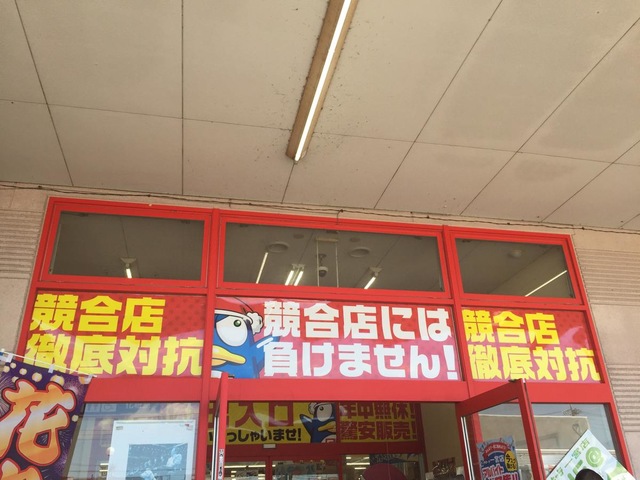 競合店
徹底対抗
競合店には
負けません!
競合店
徹底対抗
入口
っしゃいませ!
年中無休!
激安販売!
花